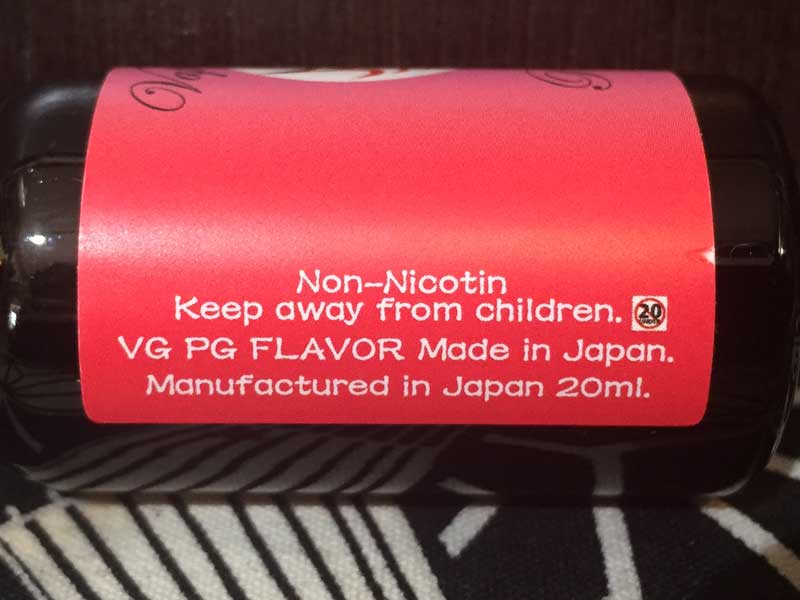 Non-Nicotin
Keep away from children. 20
VG PG FLAVOR Made in Japan.
Manufactured in Japan 20ml.